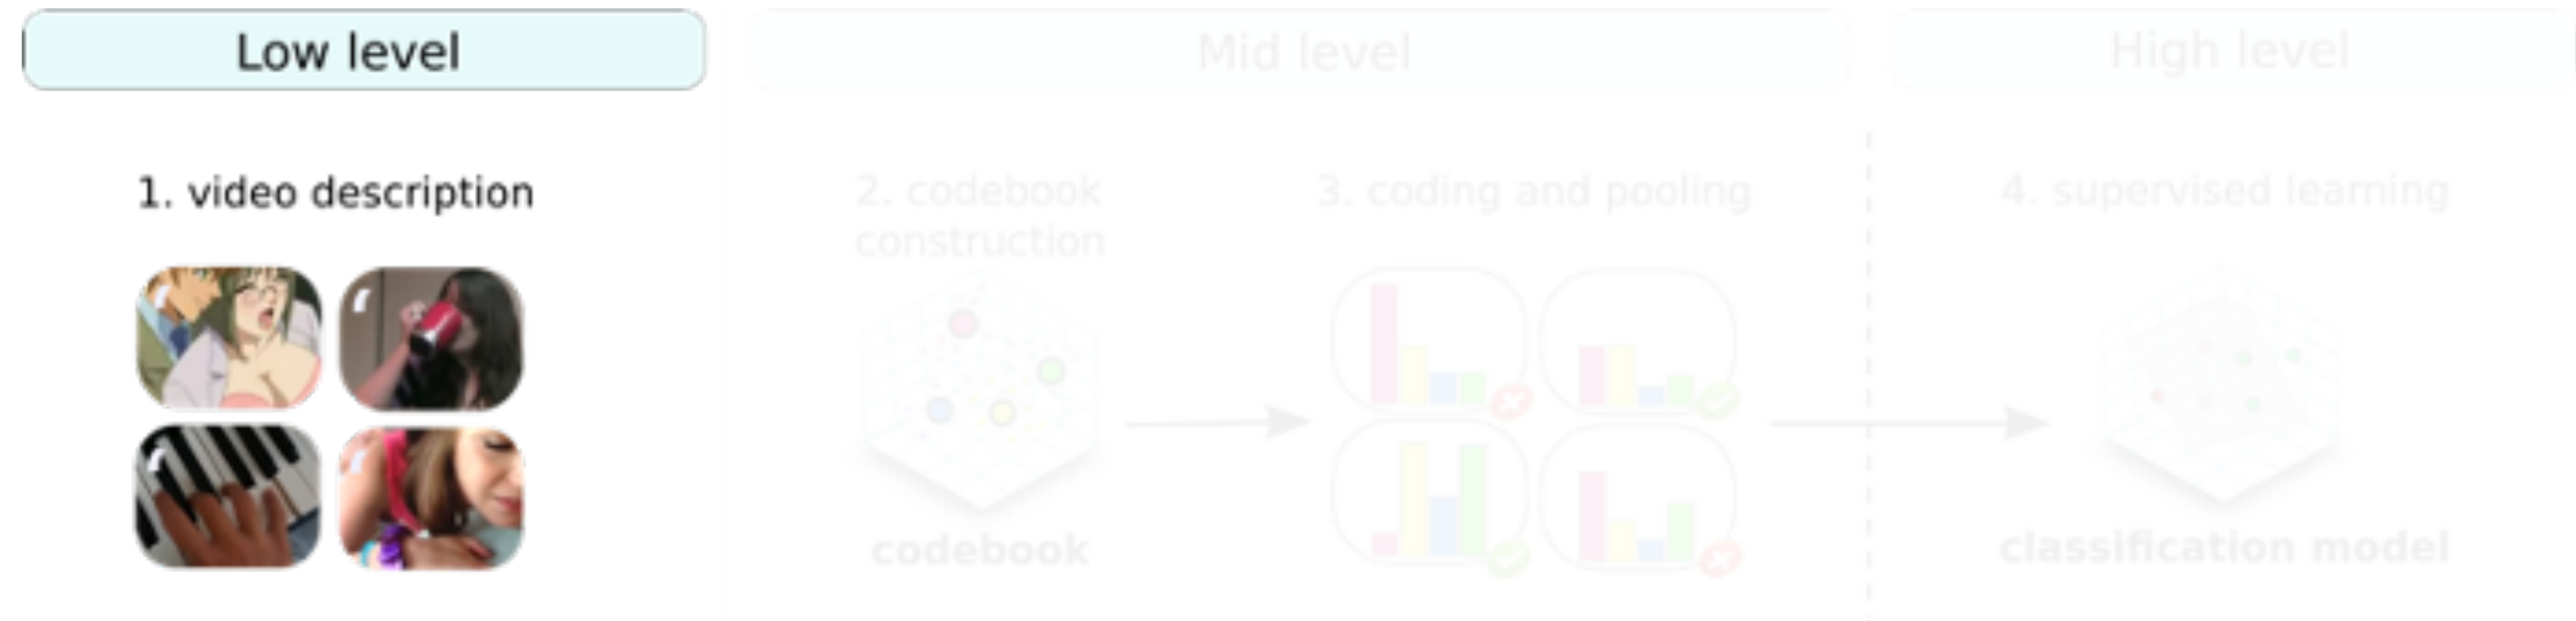 Low level
Mid level
High level
1. video description
2. codebook
construction
3. coding and pooling
4. supervised learning
codebook
classification model